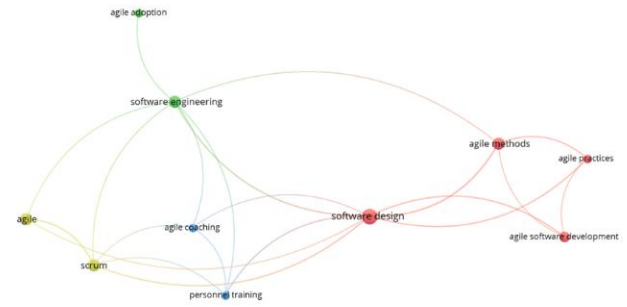 agile adoption
software engineering
agile methods
agile practices
agile
software design
agile coaching
agile software development
scrum
personnel training